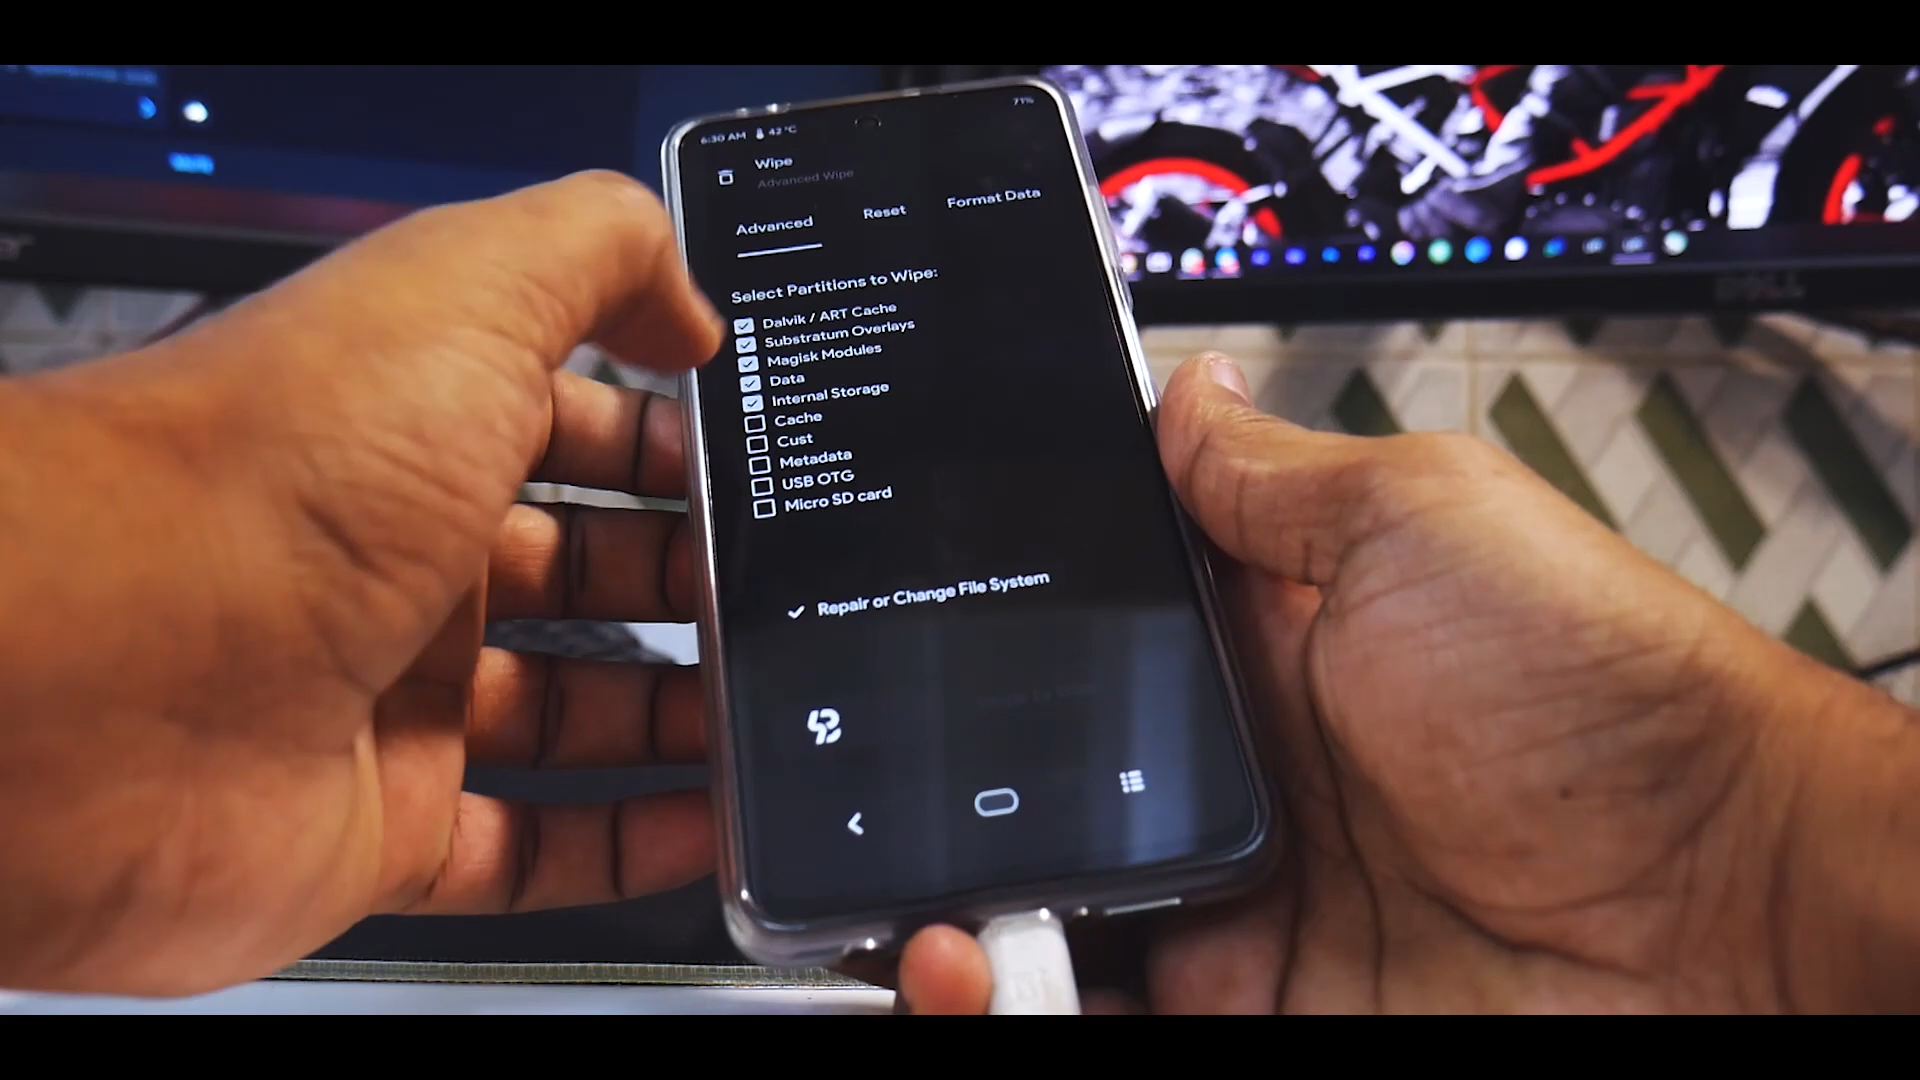 6:30 AM 42 °C
71%
Wipe
Advanced Wipe
Advanced
Reset
Format Data
Select Partitions to Wipe:
Dalvik / ART Cache
Substratum Overlays
Magisk Modules
Data
Internal Storage
Cache
Cust
Metadata
USB OTG
Micro SD card
Repair or Change File System
DELL